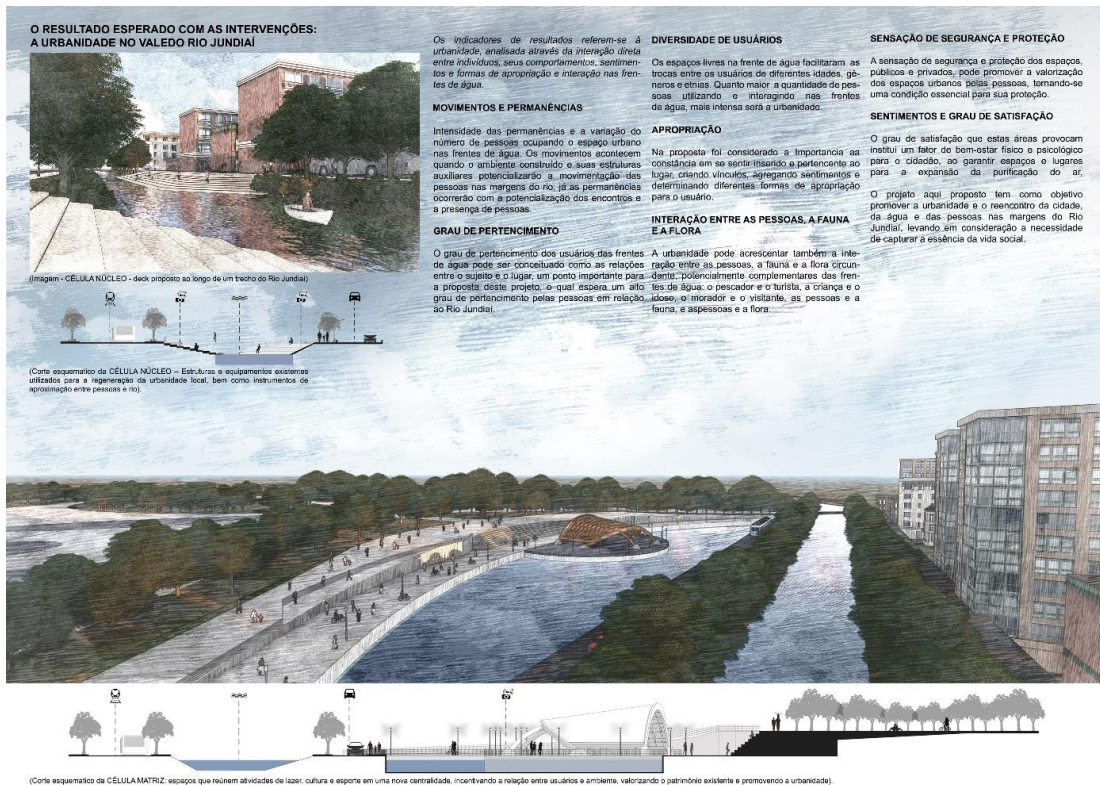 O RESULTADO ESPERADO COM AS INTERVENÇÕES:
A URBANIDADE NO VALEDO RIO JUNDIAÍ
(Imagem - CÉLULA NÚCLEO - deck proposto ao longo de um trecho do Rio Jundiaí)
(Corte esquematico da CÉLULA NÚCLEO – Estruturas e equipamentos existentes
utilizados para a regeneração da urbanidade local, bem como instrumentos de
aproximação entre pessoas e rio).
Os indicadores de resultados referem-se à
urbanidade, analisada através da interação direta
entre indivíduos, seus comportamentos, sentimen-
tos e formas de apropriação e interação nas fren-
tes de água.
MOVIMENTOS E PERMANÊNCIAS
Intensidade das permanências e a variação do
número de pessoas ocupando o espaço urbano
nas frentes de água. Os movimentos acontecem
quando o ambiente construído e suas estruturas
auxiliares potencializarão a movimentação das
pessoas nas margens do rio, já as permanências
ocorrerão com a potencialização dos encontros e
a presença de pessoas.
GRAU DE PERTENCIMENTO
O grau de pertencimento dos usuários das frentes
de água pode ser conceituado como as relações
entre o sujeito e o lugar, um ponto importante para
a proposta deste projeto, o qual espera um alto
grau de pertencimento pelas pessoas em relação
ao Rio Jundiaí.
DIVERSIDADE DE USUÁRIOS
Os espaços livres na frente de água facilitaram as
trocas entre os usuários de diferentes idades, gê-
neros e etnias. Quanto maior a quantidade de pes-
soas utilizando e interagindo nas frentes
de água, mais intensa será a urbanidade.
APROPRIAÇÃO
Na proposta foi considerado a Importancia aa
constância em se sentir inserido e pertencente ao
lugar, criando vínculos, agregando sentimentos e
determinando diferentes formas de apropriação
para o usuário.
INTERAÇÃO ENTRE AS PESSOAS, A FAUNA
E A FLORA
A urbanidade pode acrescentar também a inte-
ração entre as pessoas, a fauna e a flora circun-
dante, potencialmente complementares das fren-
tes de água: o pescador e o turista, a criança e o
idoso, o morador e o visitante, as pessoas e a
fauna, e aspessoas e a flora.
SENSAÇÃO DE SEGURANÇA E PROTEÇÃO
A sensação de segurança e proteção dos espaços,
públicos e privados, pode promover a valorização
dos espaços urbanos pelas pessoas, tornando-se
uma condição essencial para sua proteção.
SENTIMENTOS E GRAU DE SATISFAÇÃO
O grau de satisfação que estas áreas provocam
institui um fator de bem-estar físico e psicológico
para o cidadão, ao garantir espaços e lugares
para a expansão da purificação do ar,
O projeto aqui proposto tem como objetivo
promover a urbanidade e o reencontro da cidade,
da água e das pessoas nas margens do Rio
Jundiaí, levando em consideração a necessidade
de capturar a essência da vida social.
(Corte esquematico da CÉLULA MATRIZ: espaços que reúnem atividades de lazer, cultura e esporte em uma nova centralidade, incentivando a relação entre usuários e ambiente, valorizando o patrimônio existente e promovendo a urbanidade).